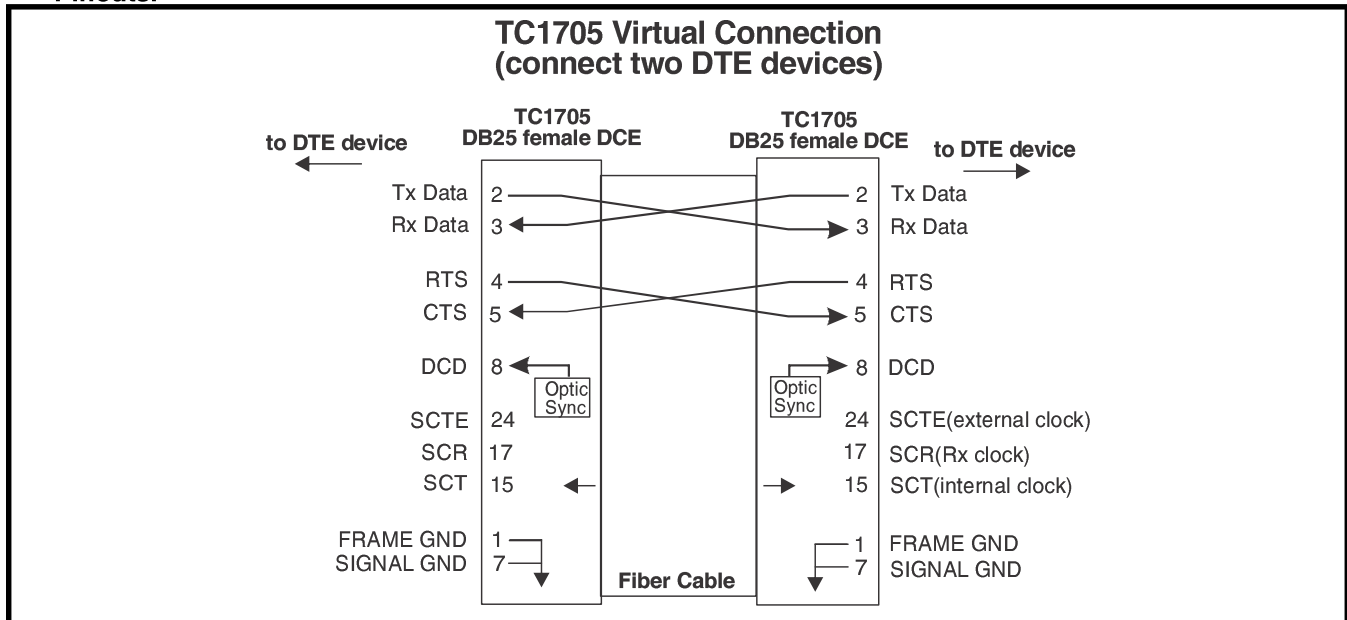 Pinouts:
TC1705 Virtual Connection
(connect two DTE devices)
TC1705
DB25 female DCE
TC1705
DB25 female DCE
to DTE device
to DTE device
Tx Data 2 2 Tx Data
Rx Data 3 3 Rx Data
RTS 4 4 RTS
CTS 5 5 CTS
DCD 8 8 DCD
Optic
Sync
Optic
Sync
SCTE 24 24 SCTE(external clock)
SCR 17 17 SCR(Rx clock)
SCT 15 15 SCT(internal clock)
FRAME GND 1 1 FRAME GND
SIGNAL GND 7 7 SIGNAL GND
Fiber Cable